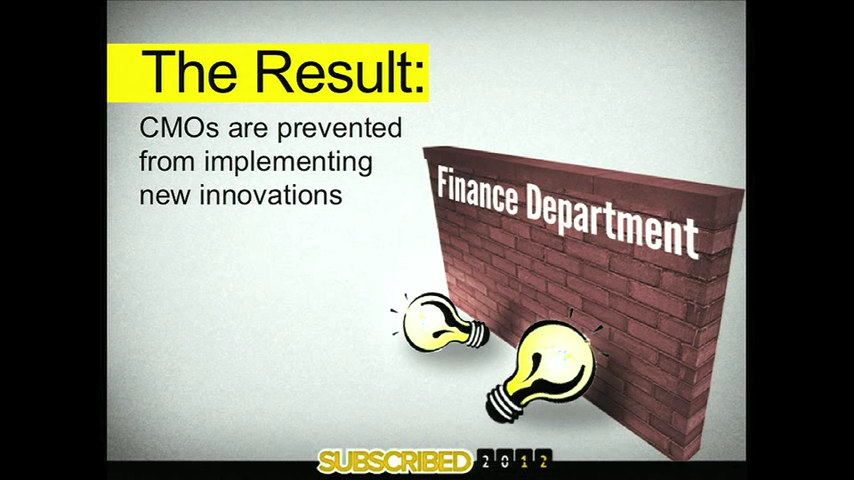 The Result:
CMOs are prevented
from implementing
new innovations
Finance Department
SUBSCRIBED 2012